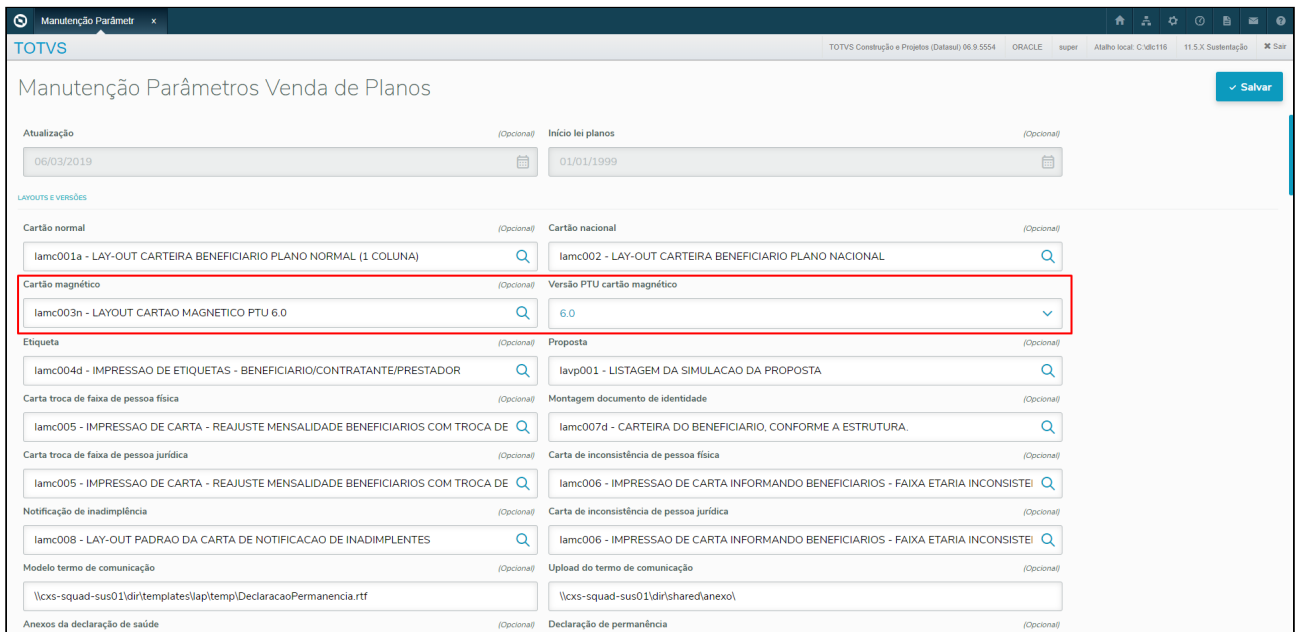 Manutenção Parâmetr x
TOTVS
TOTVS Construção e Projetos (Datasul) 06.9.5554 ORACLE super Atalho local: C:\dlc116 11.5.X Sustentação Sair
Manutenção Parâmetros Venda de Planos
Salvar
Atualização (Opcional) Início lei planos (Opcional)
06/03/2019 01/01/1999
LAYOUTS E VERSÕES
Cartão normal (Opcional) Cartão nacional (Opcional)
lamc001a - LAY-OUT CARTEIRA BENEFICIARIO PLANO NORMAL (1 COLUNA) lamc002 - LAY-OUT CARTEIRA BENEFICIARIO PLANO NACIONAL
Cartão magnético (Opcional) Versão PTU cartão magnético
lamc003n - LAYOUT CARTAO MAGNETICO PTU 6.0 6.0
Etiqueta (Opcional) Proposta (Opcional)
lamc004d - IMPRESSAO DE ETIQUETAS - BENEFICIARIO/CONTRATANTE/PRESTADOR lavp001 - LISTAGEM DA SIMULACAO DA PROPOSTA
Carta troca de faixa de pessoa física (Opcional) Montagem documento de identidade (Opcional)
lamc005 - IMPRESSAO DE CARTA - REAJUSTE MENSALIDADE BENEFICIARIOS COM TROCA DE lamc007d - CARTEIRA DO BENEFICIARIO, CONFORME A ESTRUTURA.
Carta troca de faixa de pessoa jurídica (Opcional) Carta de inconsistência de pessoa física (Opcional)
lamc005 - IMPRESSAO DE CARTA - REAJUSTE MENSALIDADE BENEFICIARIOS COM TROCA DE lamc006 - IMPRESSAO DE CARTA INFORMANDO BENEFICIARIOS - FAIXA ETARIA INCONSISTEI
Notificação de inadimplência (Opcional) Carta de inconsistência de pessoa jurídica (Opcional)
lamc008 - LAY-OUT PADRAO DA CARTA DE NOTIFICACAO DE INADIMPLENTES lamc006 - IMPRESSAO DE CARTA INFORMANDO BENEFICIARIOS - FAIXA ETARIA INCONSISTEI
Modelo termo de comunicação (Opcional) Upload do termo de comunicação (Opcional)
\\cxs-squad-sus01\dir\templates\lap\temp\DeclaracaoPermanencia.rtf \\cxs-squad-sus01\dir\shared\anexo\
Anexos da declaração de saúde (Opcional) Declaração de permanência (Opcional)